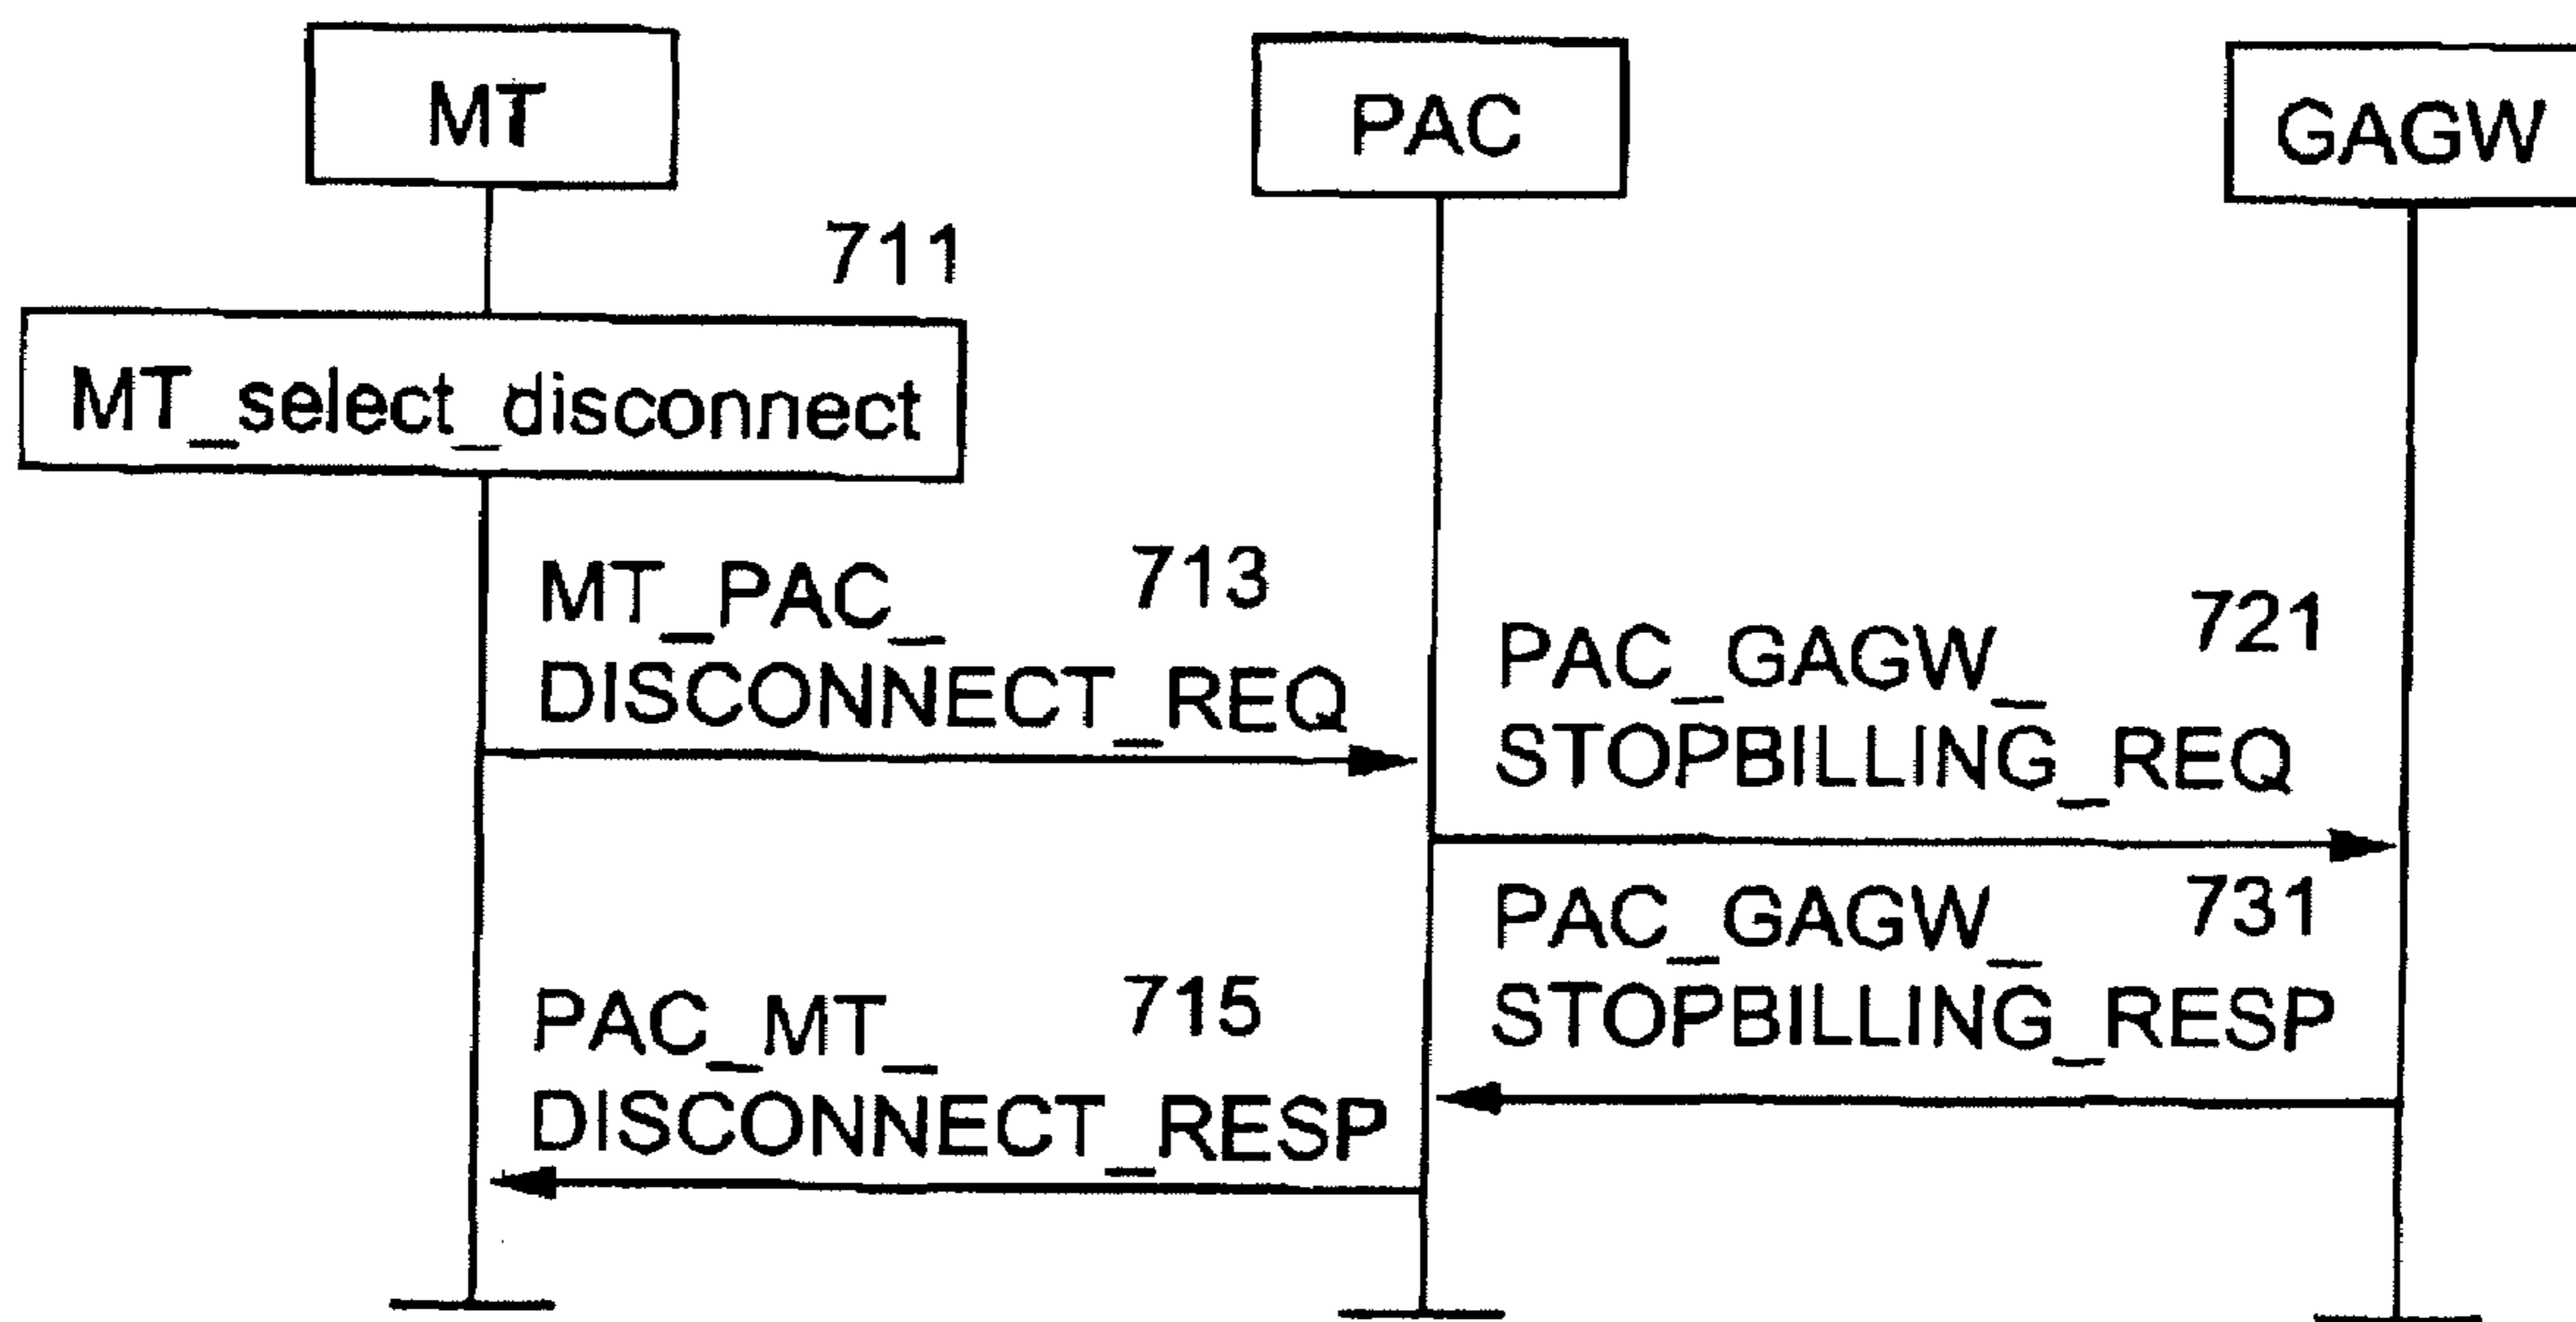 MT
PAC
GAGW
711
MT_select_disconnect
MT_PAC_ 713
DISCONNECT_REQ
PAC_GAGW_ 721
STOPBILLING_REQ
PAC_GAGW_ 731
STOPBILLING_RESP
PAC_MT_ 715
DISCONNECT_RESP